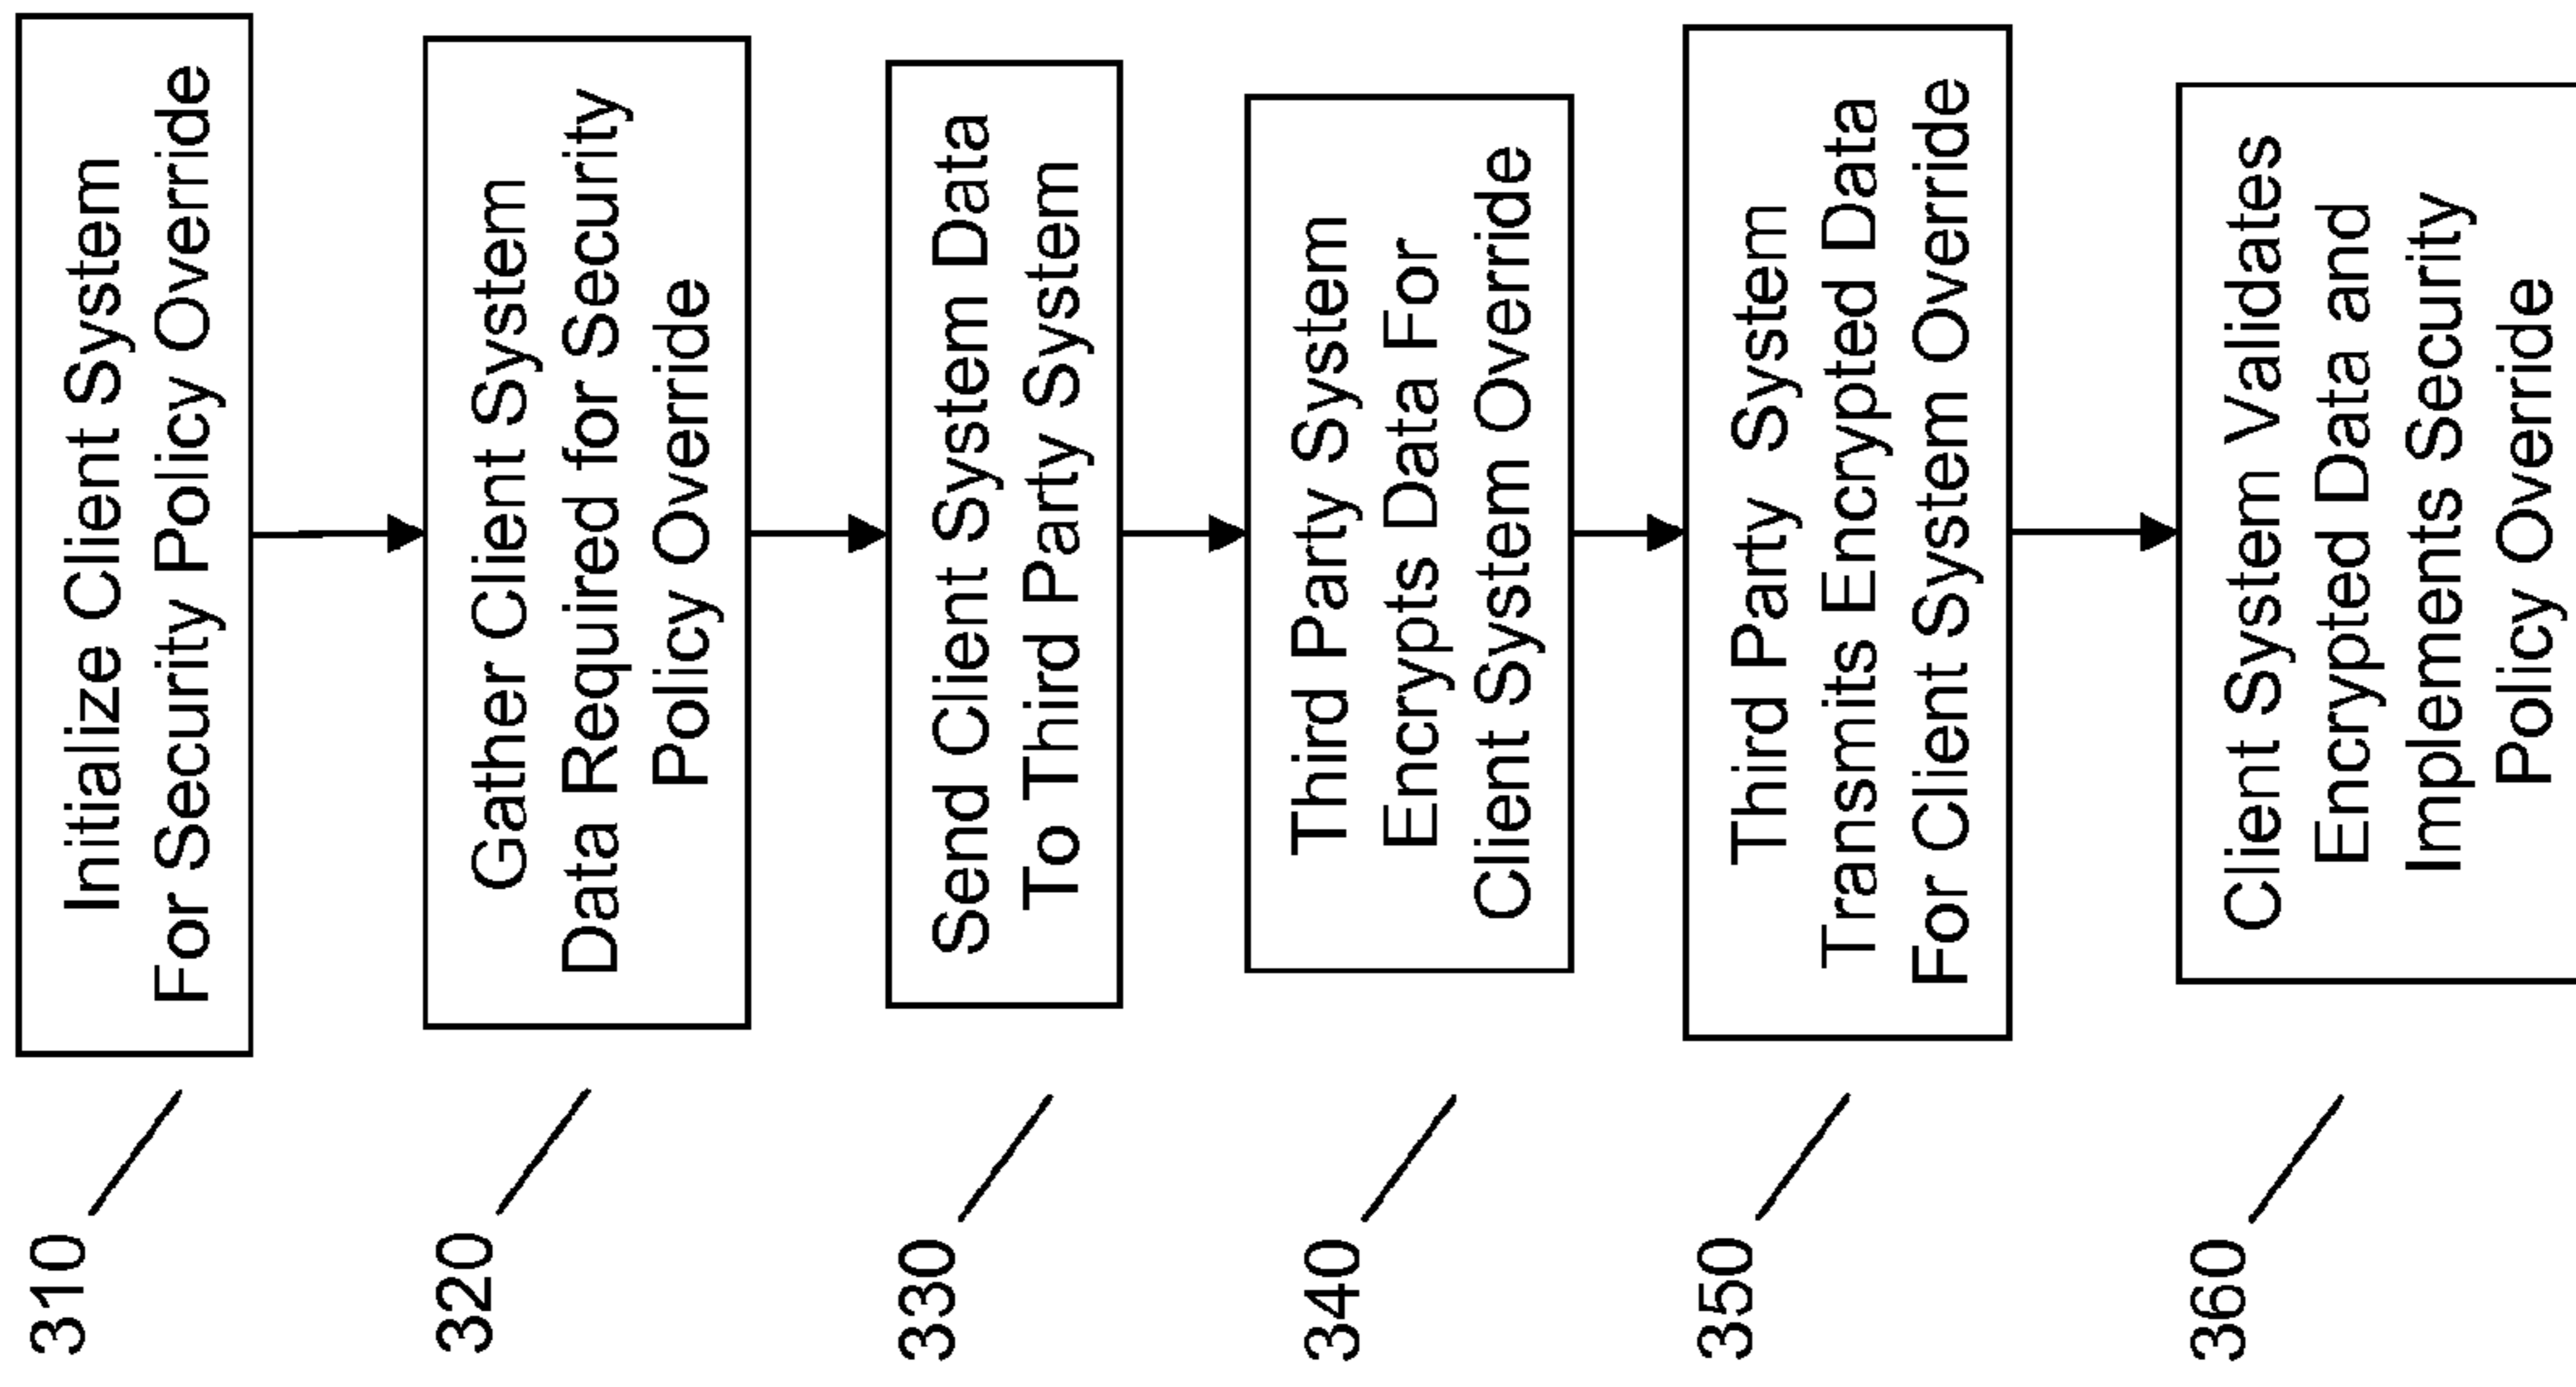 310
Initialize Client System
For Security Policy Override
320
Gather Client System
Data Required for Security
Policy Override
330
Send Client System Data
To Third Party System
340
Third Party System
Encrypts Data For
Client System Override
350
Third Party System
Transmits Encrypted Data
For Client System Override
360
Client System Validates
Encrypted Data and
Implements Security
Policy Override